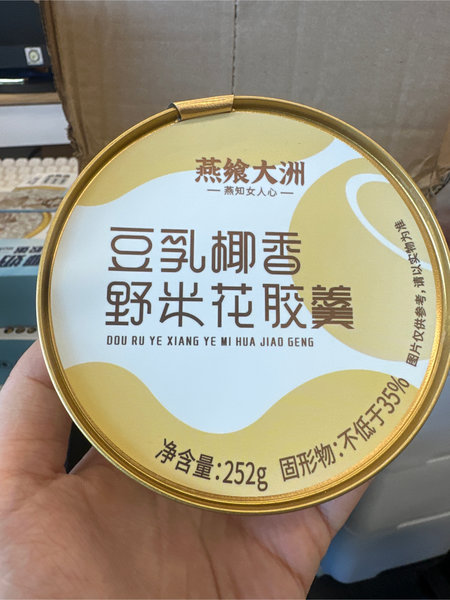 燕飨大洲
燕知女人心
豆乳椰香
野米花胶羹
DOU RU YE XIANG YE MI HUA JIAO GENG
图片仅供参考,请以实物为准
净含量:252g 固形物:不低于35%